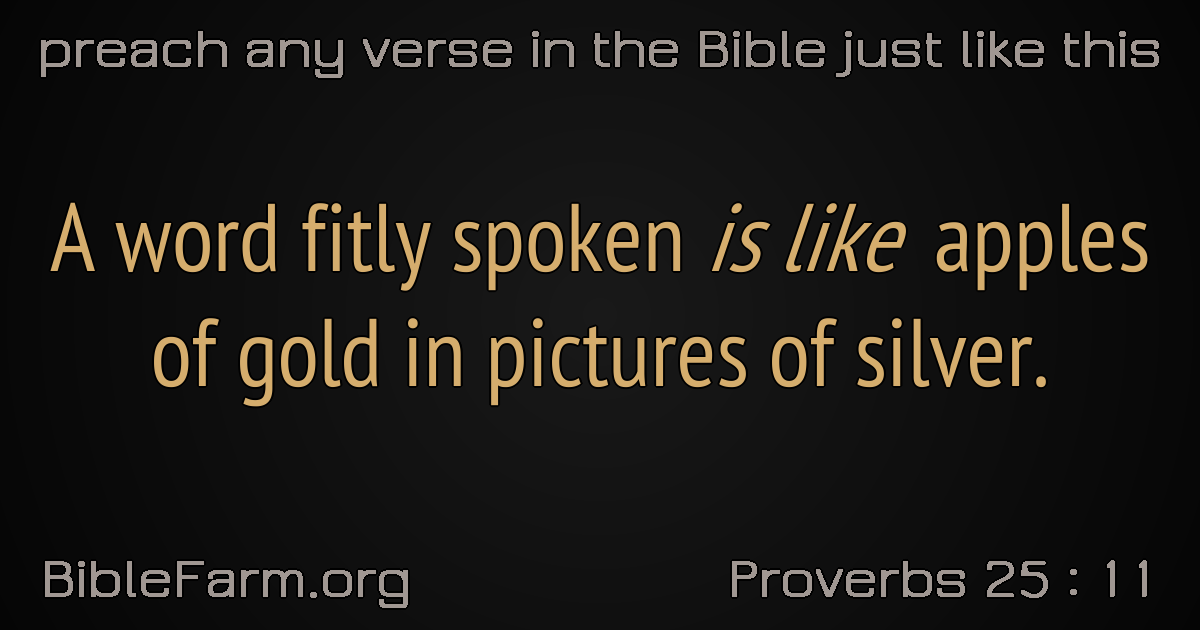 preach any verse in the Bible just like this
A word fitly spoken is like apples
of gold in pictures of silver.
BibleFarm.org
Proverbs 25 : 11